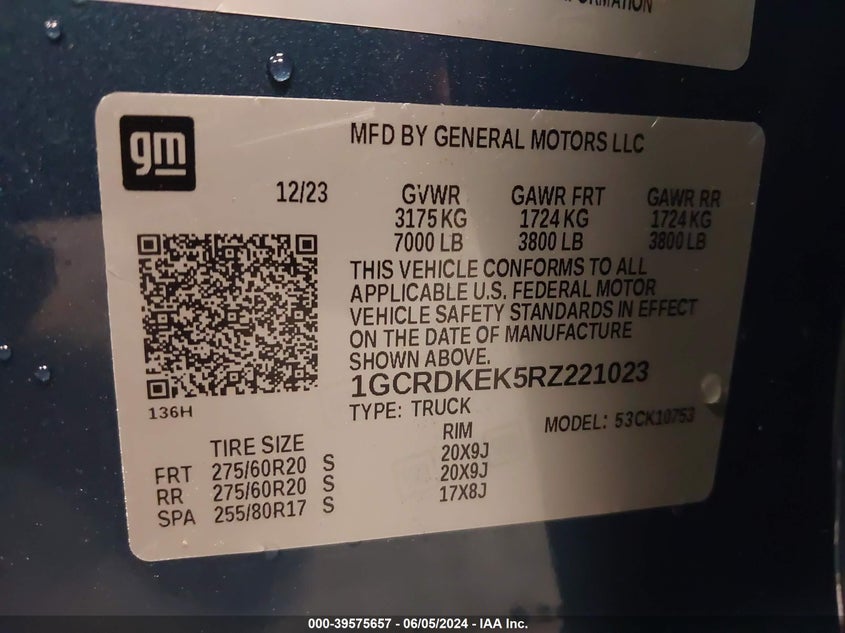 INFORMATION
gm
MFD BY GENERAL MOTORS LLC
12/23
GVWR GAWR FRT GAWR RR
3175 KG 1724 KG 1724 KG
7000 LB 3800 LB 3800 LB
THIS VEHICLE CONFORMS TO ALL
APPLICABLE U.S. FEDERAL MOTOR
VEHICLE SAFETY STANDARDS IN EFFECT
ON THE DATE OF MANUFACTURE
SHOWN ABOVE.
1GCRDKEK5RZ221023
136H
TYPE: TRUCK
MODEL: 53CK10753
TIRE SIZE RIM
FRT 275/60R20 S 20X9J
RR 275/60R20 S 20X9J
SPA 255/80R17 S 17X8J
000-39575657 - 06/05/2024 - IAA Inc.